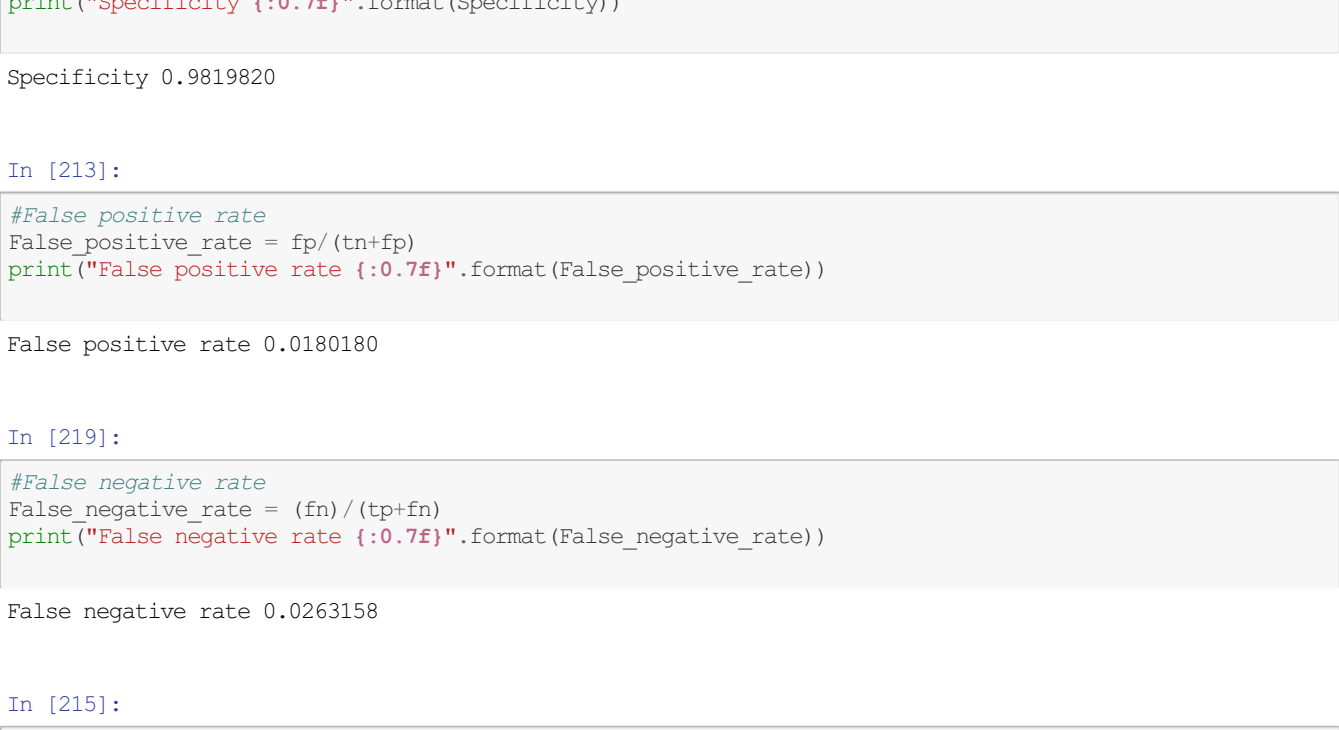 print("Specificity {:0.7f}".format(Specificity))
Specificity 0.9819820
In [213]:
#False positive rate
False_positive_rate = fp/(tn+fp)
print("False positive rate {:0.7f}".format(False_positive_rate))
False positive rate 0.0180180
In [219]:
#False negative rate
False_negative_rate = (fn)/(tp+fn)
print("False negative rate {:0.7f}".format(False_negative_rate))
False negative rate 0.0263158
In [215]: